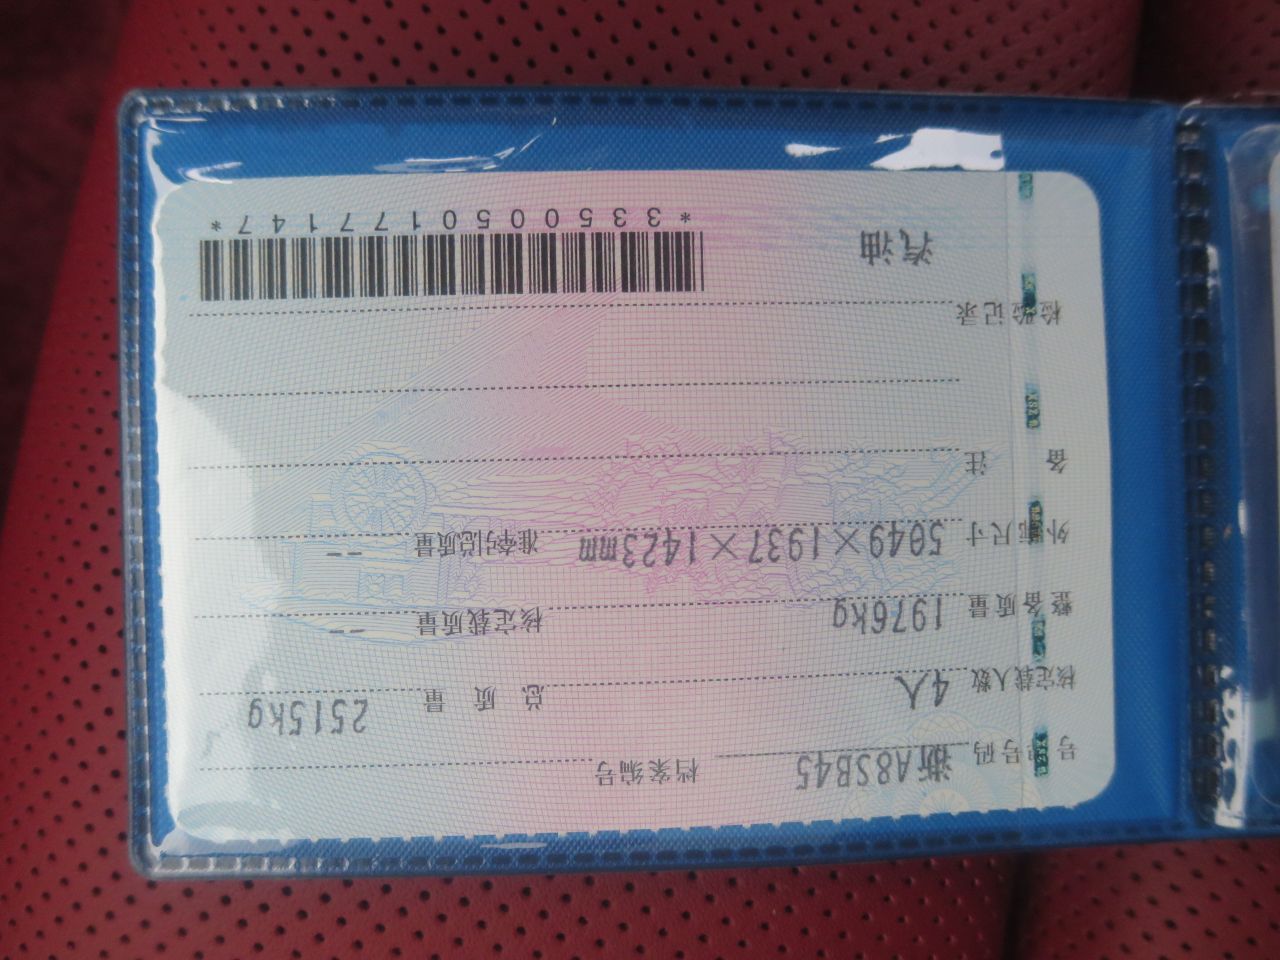 号牌号码 浙A8SB45 档案编号
核定载人数 4人 总质量 2515kg
整备质量 1976kg 核定载质量 --
外廓尺寸 5049×1937×1423mm 准牵引总质量 --
备注
检验记录
汽油
*3350050177147*